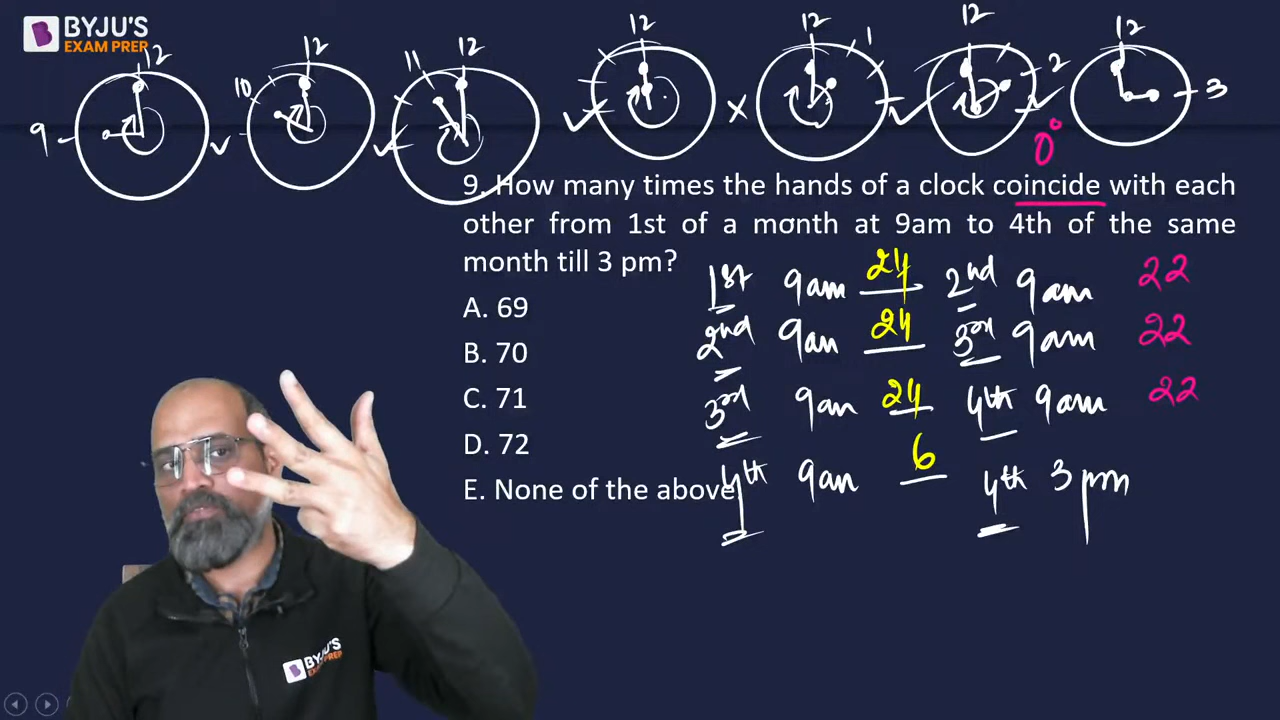 BYJU'S
EXAM PREP
12 12 12 12 12 12 12
9 10 11 1 2 3
✓ ✓ ✓ × ✓ ✓
0°
9. How many times the hands of a clock coincide with each
other from 1st of a month at 9am to 4th of the same
month till 3 pm?
1st 9am 24 2nd 9am 22
A. 69
2nd 9am 24 3rd 9am 22
B. 70
3rd 9am 24 4th 9am 22
C. 71
D. 72
4th 9am 6 4th 3pm
E. None of the above.
BYJU'S
EXAM PREP